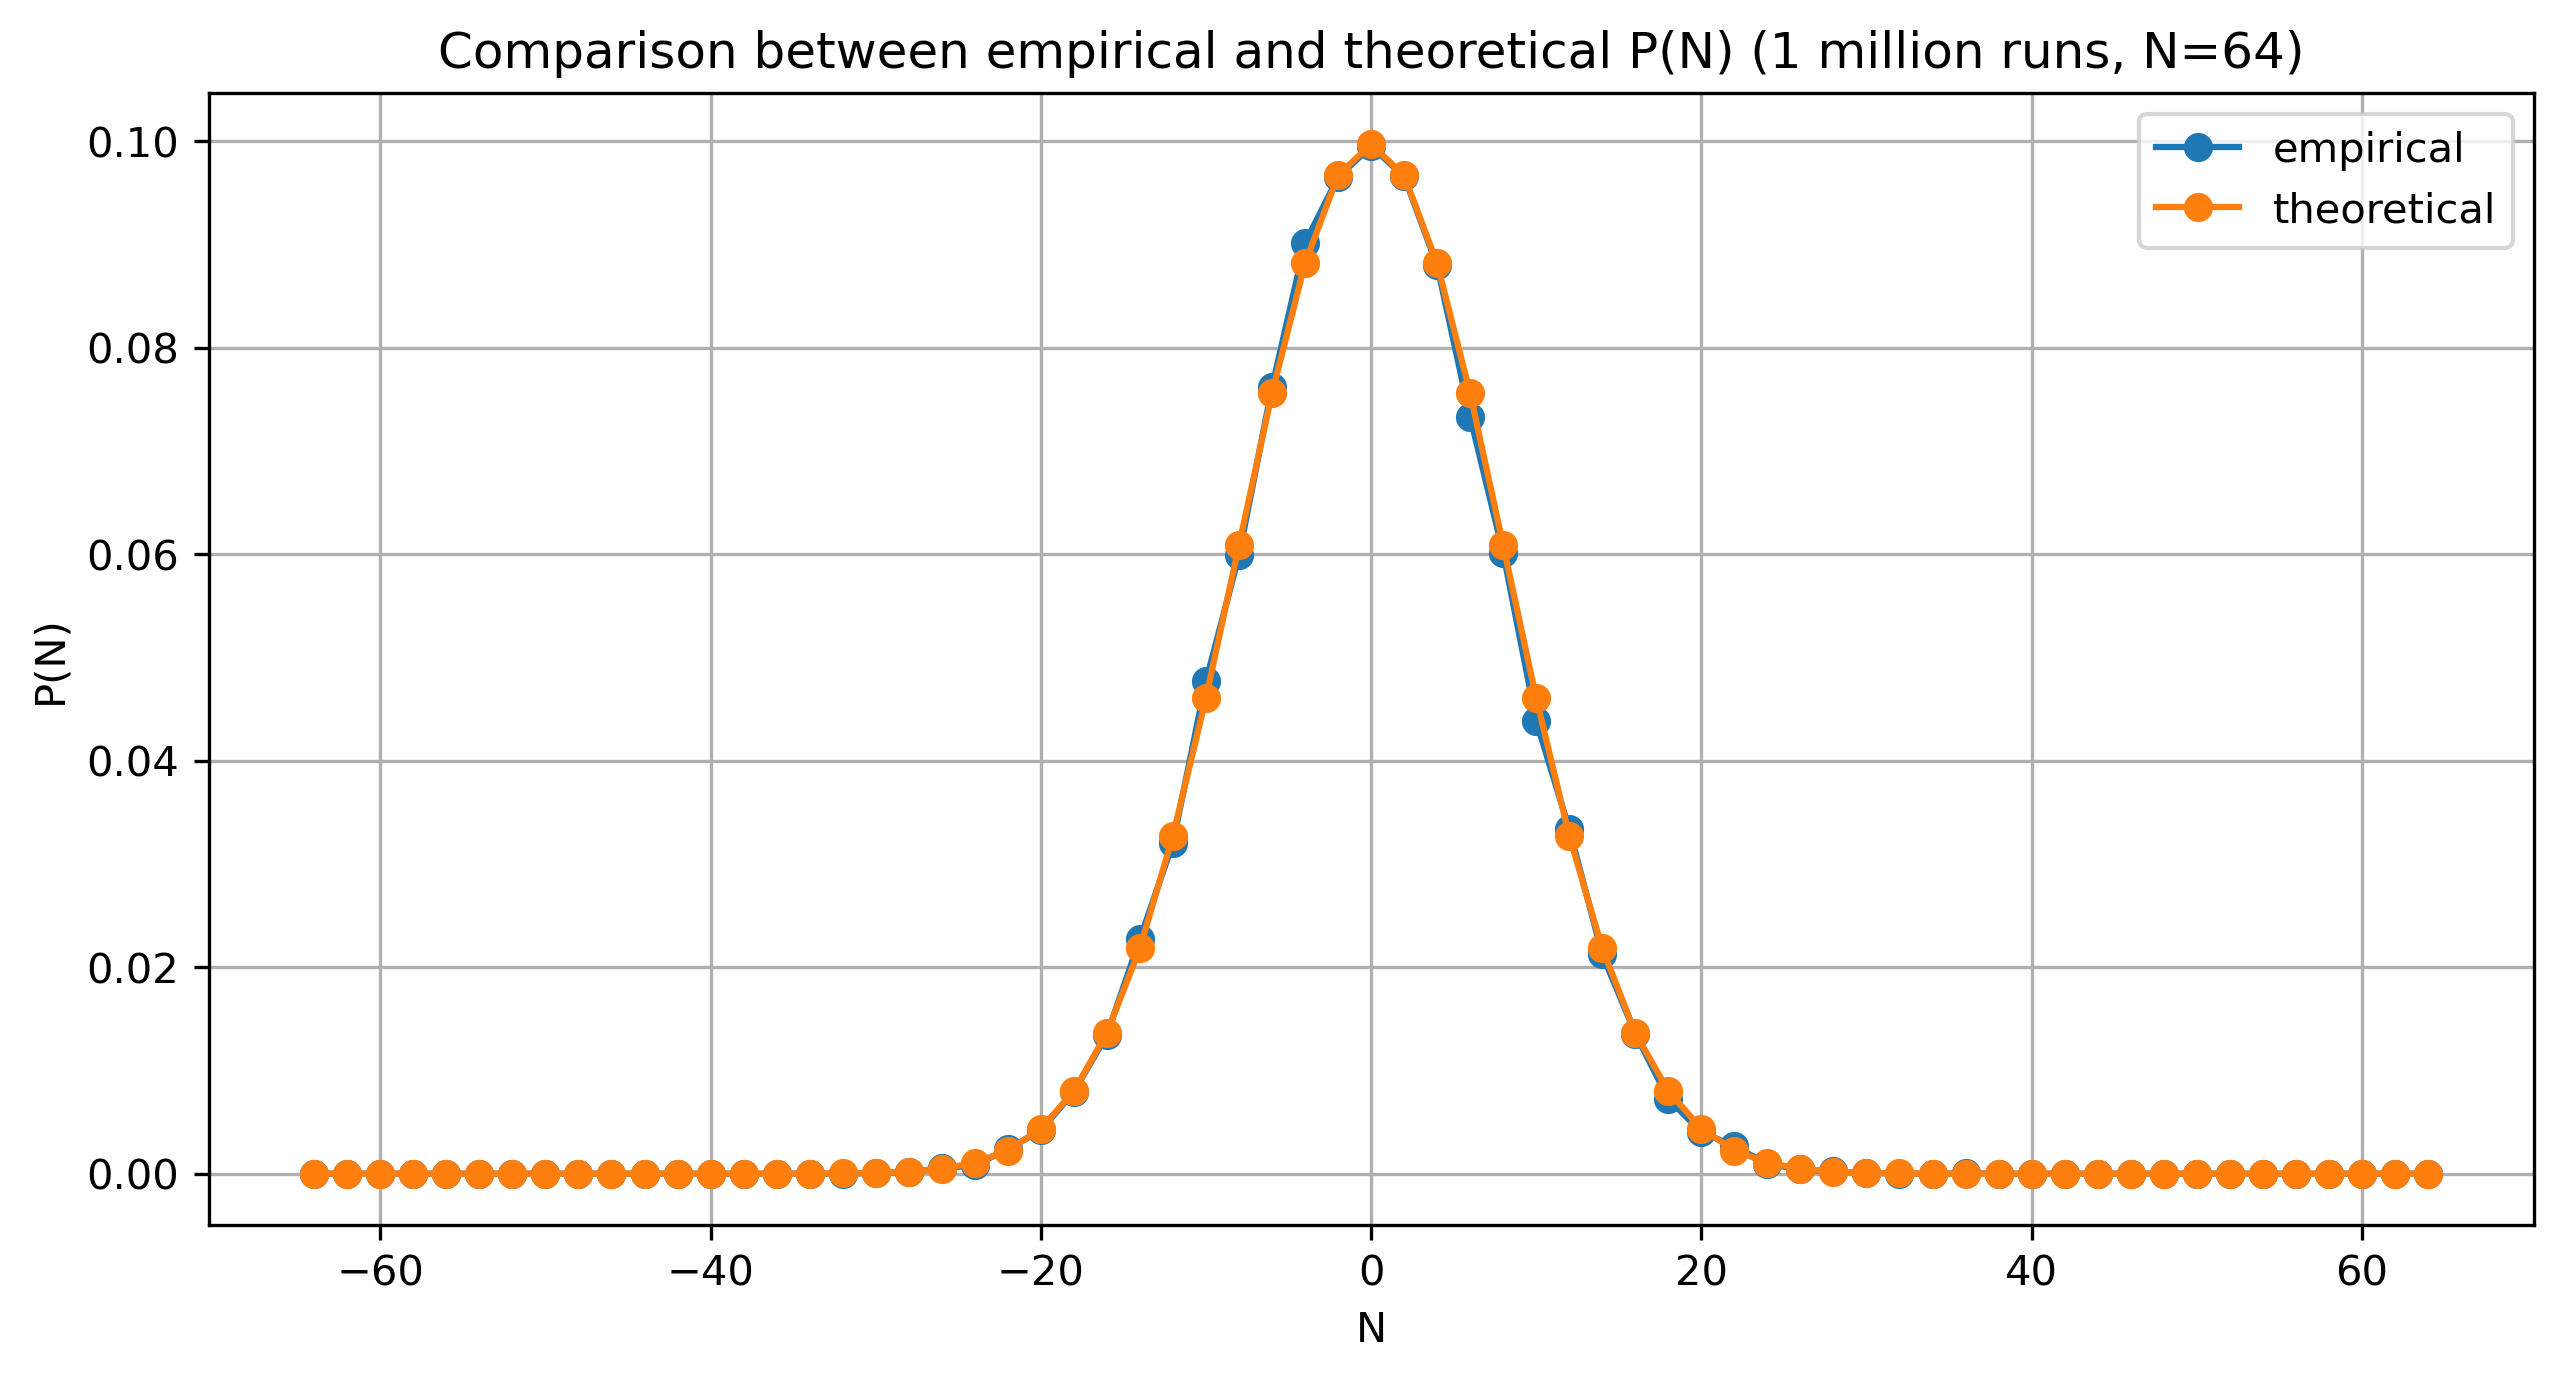 Comparison between empirical and theoretical P(N) (1 million runs, N=64)
empirical
theoretical
0.10
0.08
0.06
0.04
0.02
0.00
P(N)
−60
−40
−20
0
20
40
60
N